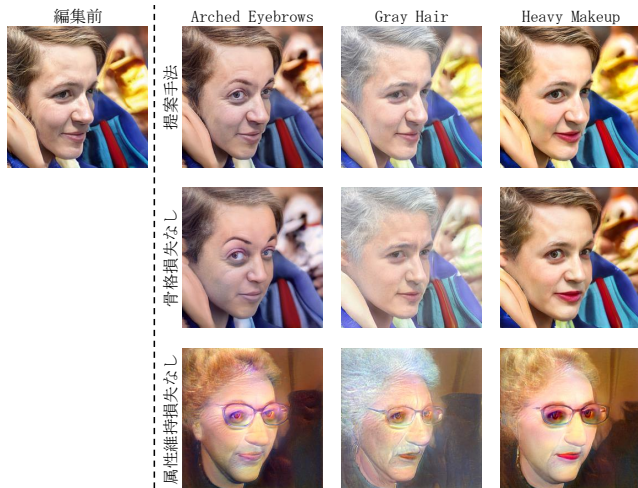 編集前
Arched Eyebrows
Gray Hair
Heavy Makeup
提案手法
骨格損失なし
属性維持損失なし